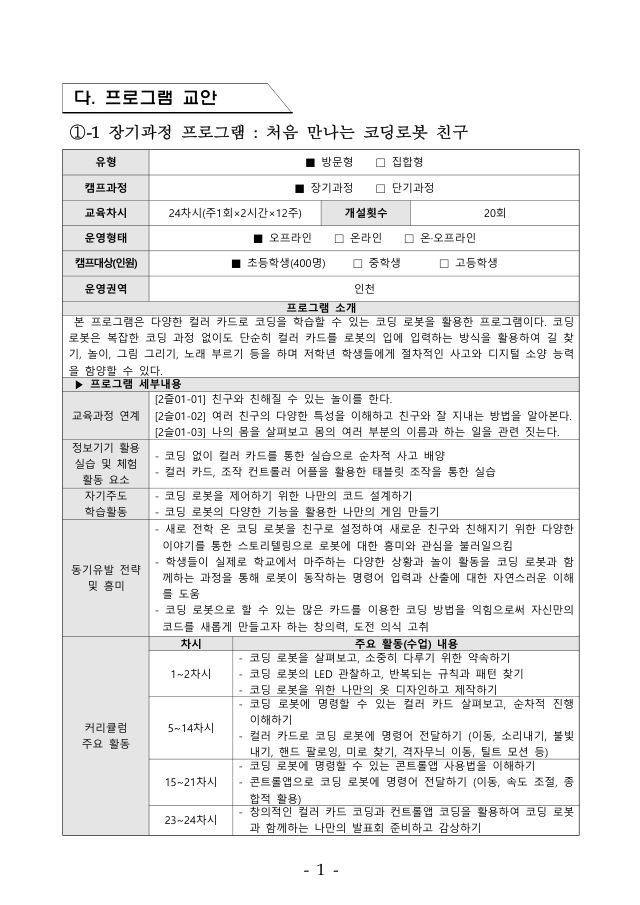 다. 프로그램 교안
①-1 장기과정 프로그램 : 처음 만나는 코딩로봇 친구
유형 ■ 방문형 □ 집합형
캠프과정 ■ 장기과정 □ 단기과정
교육차시 24차시(주1회×2시간×12주) 개설횟수 20회
운영형태 ■ 오프라인 □ 온라인 □ 온·오프라인
캠프대상(인원) ■ 초등학생(400명) □ 중학생 □ 고등학생
운영권역 인천
프로그램 소개
본 프로그램은 다양한 컬러 카드로 코딩을 학습할 수 있는 코딩 로봇을 활용한 프로그램이다. 코딩
로봇은 복잡한 코딩 과정 없이도 단순히 컬러 카드를 로봇의 입에 입력하는 방식을 활용하여 길 찾
기, 놀이, 그림 그리기, 노래 부르기 등을 하며 저학년 학생들에게 절차적인 사고와 디지털 소양 능력
을 함양할 수 있다.
▶ 프로그램 세부내용
교육과정 연계
[2즐01-01] 친구와 친해질 수 있는 놀이를 한다.
[2슬01-02] 여러 친구의 다양한 특성을 이해하고 친구와 잘 지내는 방법을 알아본다.
[2슬01-03] 나의 몸을 살펴보고 몸의 여러 부분의 이름과 하는 일을 관련 짓는다.
정보기기 활용
실습 및 체험
활동 요소
- 코딩 없이 컬러 카드를 통한 실습으로 순차적 사고 배양
- 컬러 카드, 조작 컨트롤러 어플을 활용한 태블릿 조작을 통한 실습
자기주도
학습활동
- 코딩 로봇을 제어하기 위한 나만의 코드 설계하기
- 코딩 로봇의 다양한 기능을 활용한 나만의 게임 만들기
동기유발 전략
및 흥미
- 새로 전학 온 코딩 로봇을 친구로 설정하여 새로운 친구와 친해지기 위한 다양한
이야기를 통한 스토리텔링으로 로봇에 대한 흥미와 관심을 불러일으킴
- 학생들이 실제로 학교에서 마주하는 다양한 상황과 놀이 활동을 코딩 로봇과 함
께하는 과정을 통해 로봇이 동작하는 명령어 입력과 산출에 대한 자연스러운 이해
를 도움
- 코딩 로봇으로 할 수 있는 많은 카드를 이용한 코딩 방법을 익힘으로써 자신만의
코드를 새롭게 만들고자 하는 창의력, 도전 의식 고취
커리큘럼
주요 활동
차시 주요 활동(수업) 내용
1~2차시
- 코딩 로봇을 살펴보고, 소중히 다루기 위한 약속하기
- 코딩 로봇의 LED 관찰하고, 반복되는 규칙과 패턴 찾기
- 코딩 로봇을 위한 나만의 옷 디자인하고 제작하기
5~14차시
- 코딩 로봇에 명령할 수 있는 컬러 카드 살펴보고, 순차적 진행
이해하기
- 컬러 카드로 코딩 로봇에 명령어 전달하기 (이동, 소리내기, 불빛
내기, 핸드 팔로잉, 미로 찾기, 격자무늬 이동, 틸트 모션 등)
15~21차시
- 코딩 로봇에 명령할 수 있는 콘트롤앱 사용법을 이해하기
- 콘트롤앱으로 코딩 로봇에 명령어 전달하기 (이동, 속도 조절, 종
합적 활용)
23~24차시
- 창의적인 컬러 카드 코딩과 컨트롤앱 코딩을 활용하여 코딩 로봇
과 함께하는 나만의 발표회 준비하고 감상하기
- 1 -